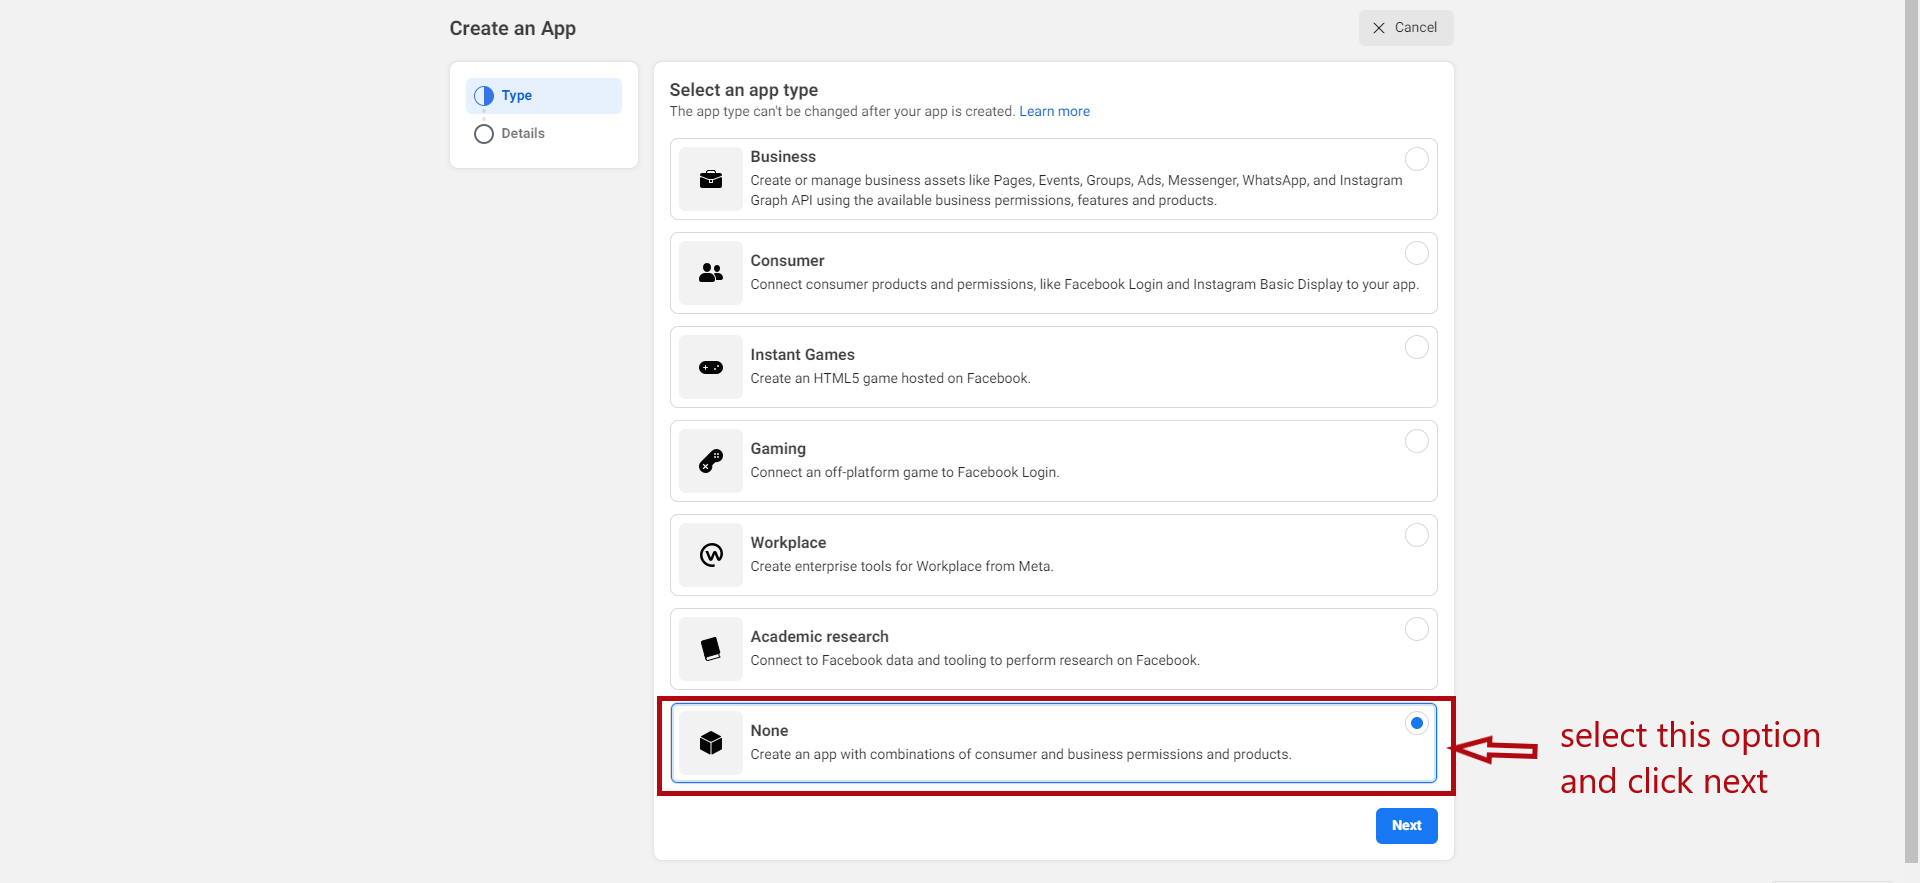 Create an App
Cancel
Type
Details
Select an app type
The app type can't be changed after your app is created. Learn more
Business
Create or manage business assets like Pages, Events, Groups, Ads, Messenger, WhatsApp, and Instagram
Graph API using the available business permissions, features and products.
Consumer
Connect consumer products and permissions, like Facebook Login and Instagram Basic Display to your app.
Instant Games
Create an HTML5 game hosted on Facebook.
Gaming
Connect an off-platform game to Facebook Login.
Workplace
Create enterprise tools for Workplace from Meta.
Academic research
Connect to Facebook data and tooling to perform research on Facebook.
None
Create an app with combinations of consumer and business permissions and products.
select this option
and click next
Next